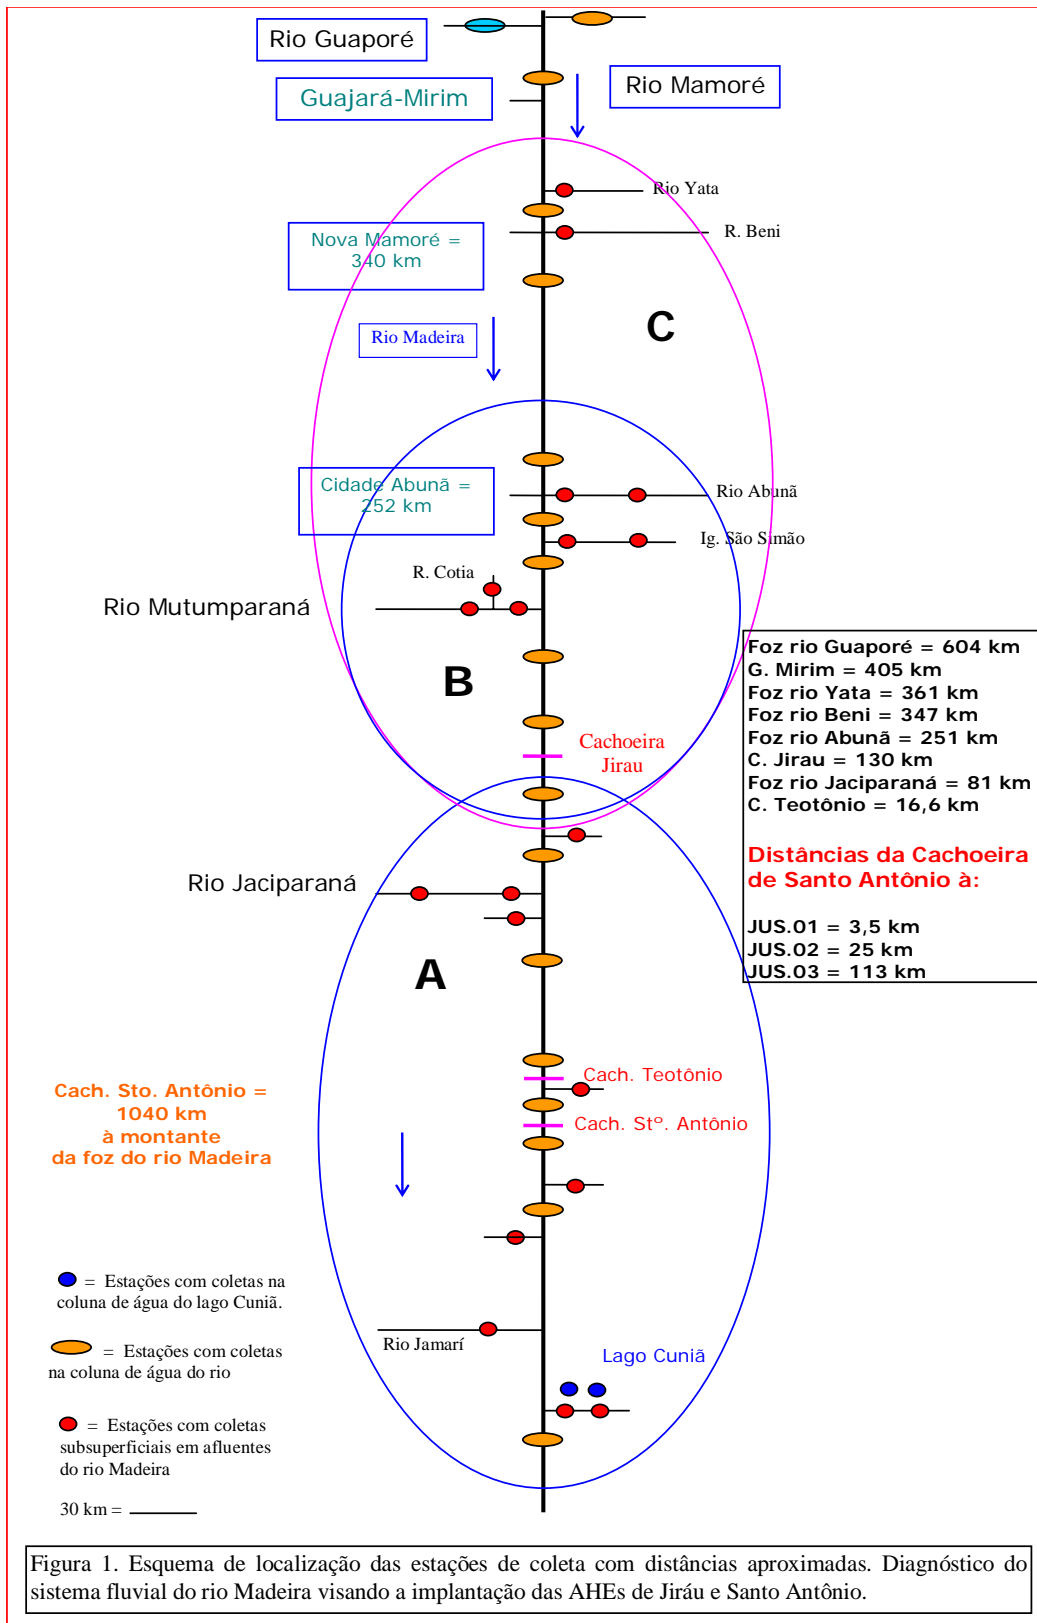 Rio Guaporé
Guajará-Mirim
Rio Mamoré
Rio Yata
R. Beni
Nova Mamoré =
340 km
C
Rio Madeira
Cidade Abunã =
252 km
Rio Abunã
Ig. São Simão
R. Cotia
Rio Mutumparaná
B
Cachoeira
Jirau
Foz rio Guaporé = 604 km
G. Mirim = 405 km
Foz rio Yata = 361 km
Foz rio Beni = 347 km
Foz rio Abunã = 251 km
C. Jirau = 130 km
Foz rio Jaciparaná = 81 km
C. Teotônio = 16,6 km
Distâncias da Cachoeira
de Santo Antônio à:
JUS.01 = 3,5 km
JUS.02 = 25 km
JUS.03 = 113 km
Rio Jaciparaná
A
Cach. Teotônio
Cach. Stº. Antônio
Cach. Sto. Antônio =
1040 km
à montante
da foz do rio Madeira
= Estações com coletas na
coluna de água do lago Cuniã.
= Estações com coletas
na coluna de água do rio
Rio Jamarí
Lago Cuniã
= Estações com coletas
subsuperficiais em afluentes
do rio Madeira
30 km =
Figura 1. Esquema de localização das estações de coleta com distâncias aproximadas. Diagnóstico do
sistema fluvial do rio Madeira visando a implantação das AHEs de Jiráu e Santo Antônio.